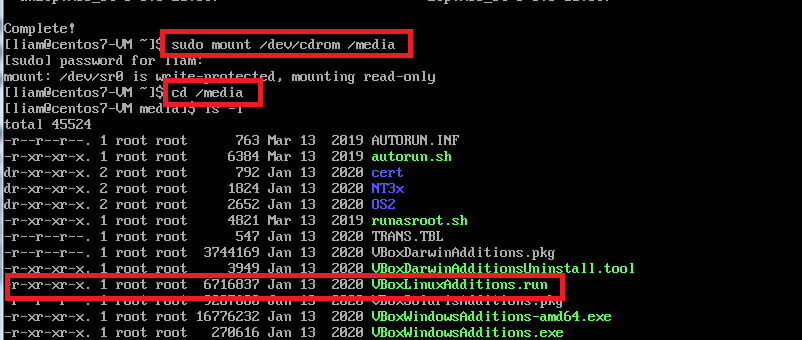 Complete!
[liam@centos7-VM ~]$ sudo mount /dev/cdrom /media
[sudo] password for liam:
mount: /dev/sr0 is write-protected, mounting read-only
[liam@centos7-VM ~]$ cd /media
[liam@centos7-VM media]$ ls -l
total 45524
-r--r--r--. 1 root root 763 Mar 13 2019 AUTORUN.INF
-r-xr-xr-x. 1 root root 6384 Mar 13 2019 autorun.sh
dr-xr-xr-x. 2 root root 792 Jan 13 2020 cert
dr-xr-xr-x. 2 root root 1824 Jan 13 2020 NT3x
dr-xr-xr-x. 2 root root 2652 Jan 13 2020 OS2
-r-xr-xr-x. 1 root root 4821 Mar 13 2019 runasroot.sh
-r--r--r--. 1 root root 547 Jan 13 2020 TRANS.TBL
-r--r--r--. 1 root root 3744169 Jan 13 2020 VBoxDarwinAdditions.pkg
-r-xr-xr-x. 1 root root 3949 Jan 13 2020 VBoxDarwinAdditionsUninstall.tool
-r-xr-xr-x. 1 root root 6716837 Jan 13 2020 VBoxLinuxAdditions.run
-r--r--r--. 1 root root Jan 13 2020 VBoxSolarisAdditions.pkg
-r-xr-xr-x. 1 root root 16776232 Jan 13 2020 VBoxWindowsAdditions-amd64.exe
-r-xr-xr-x. 1 root root 270616 Jan 13 2020 VBoxWindowsAdditions.exe